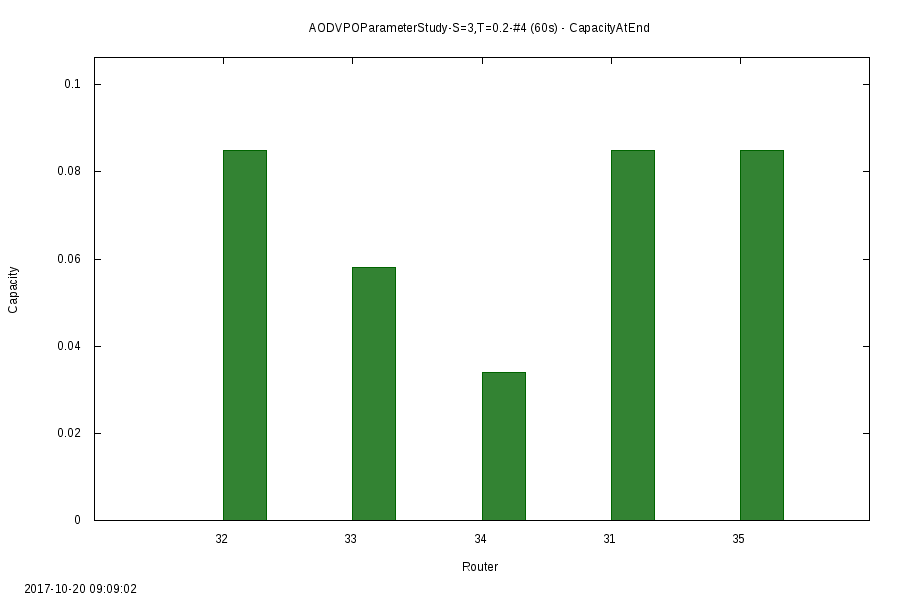 AODVPOParameterStudy-S=3,T=0.2-#4 (60s) - CapacityAtEnd
0.1
0.08
0.06
0.04
0.02
0
Capacity
32 33 34 31 35
Router
2017-10-20 09:09:02